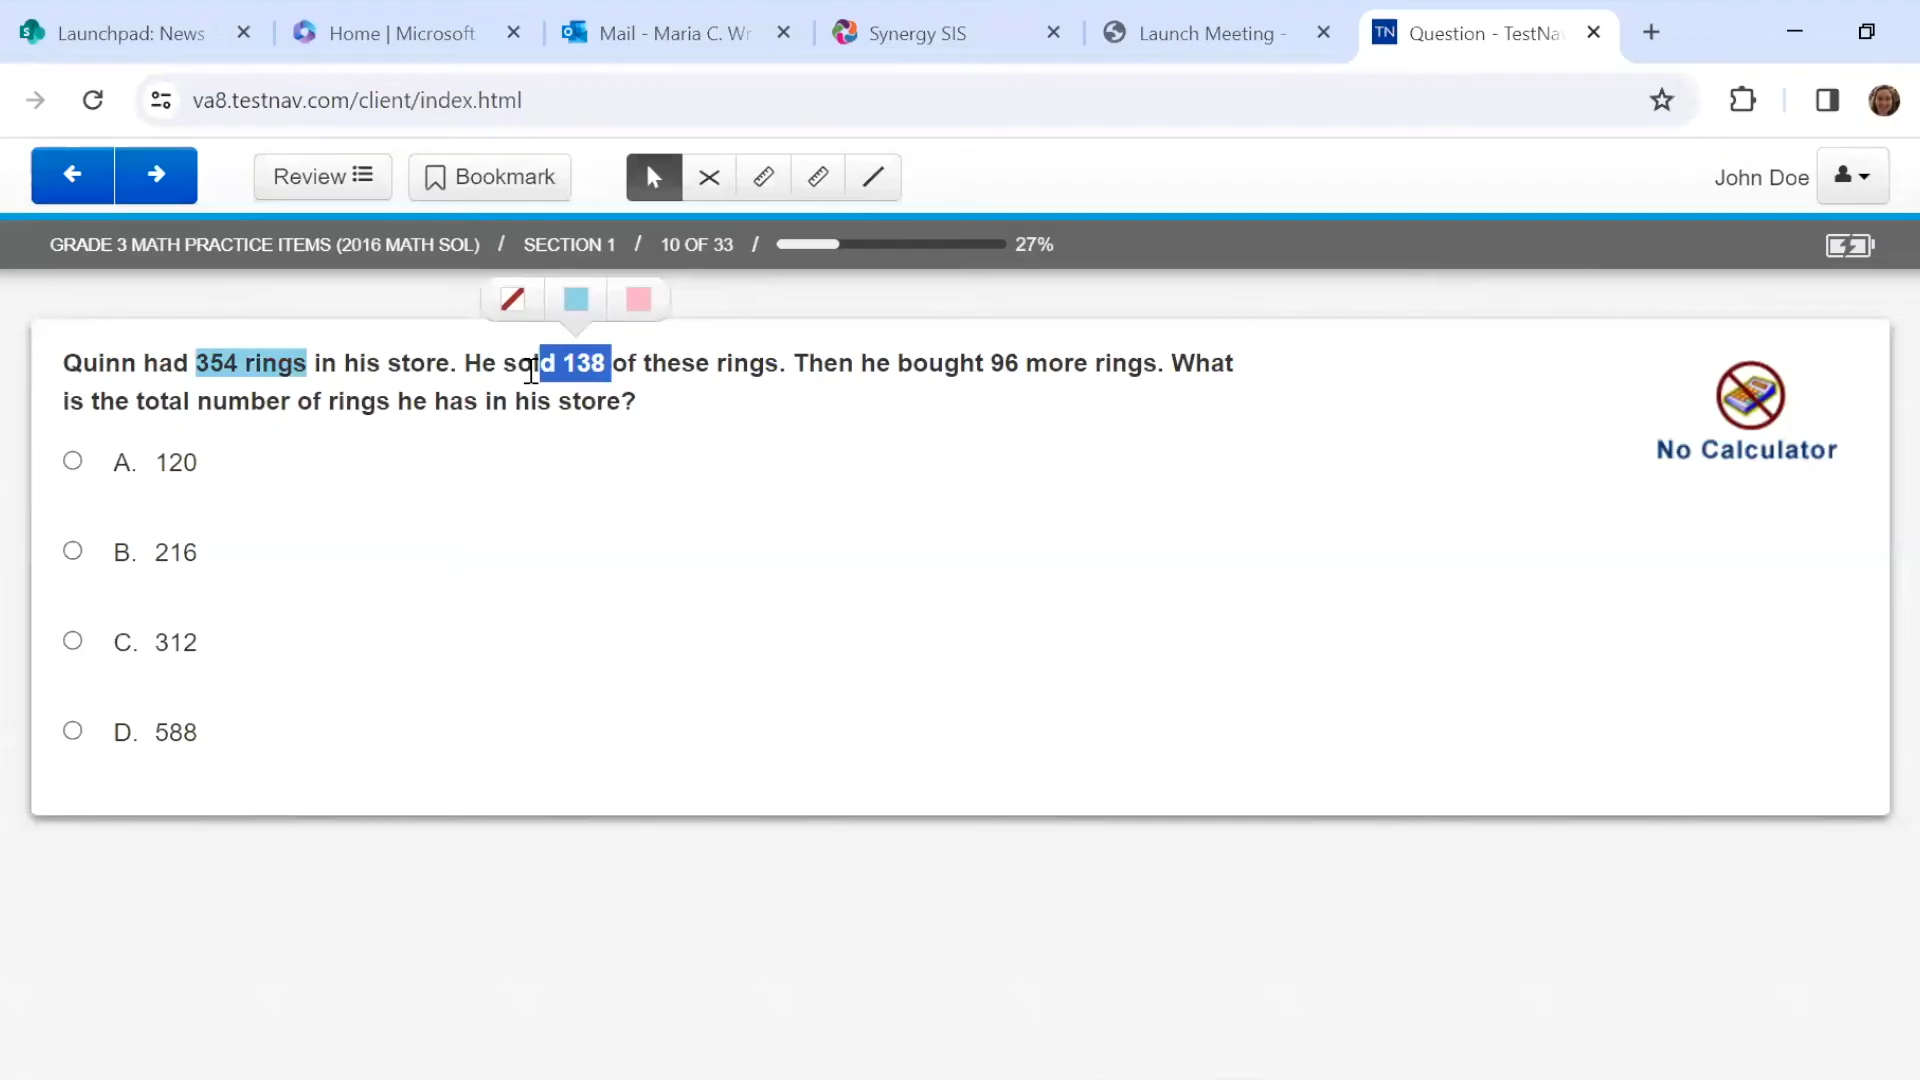 Launchpad: News
Home | Microsoft
Mail - Maria C. Wr
Synergy SIS
Launch Meeting -
TN Question - TestNa
va8.testnav.com/client/index.html
Review
Bookmark
John Doe
GRADE 3 MATH PRACTICE ITEMS (2016 MATH SOL) / SECTION 1 / 10 OF 33 / 27%
Quinn had 354 rings in his store. He sold 138 of these rings. Then he bought 96 more rings. What
is the total number of rings he has in his store?
No Calculator
A. 120
B. 216
C. 312
D. 588